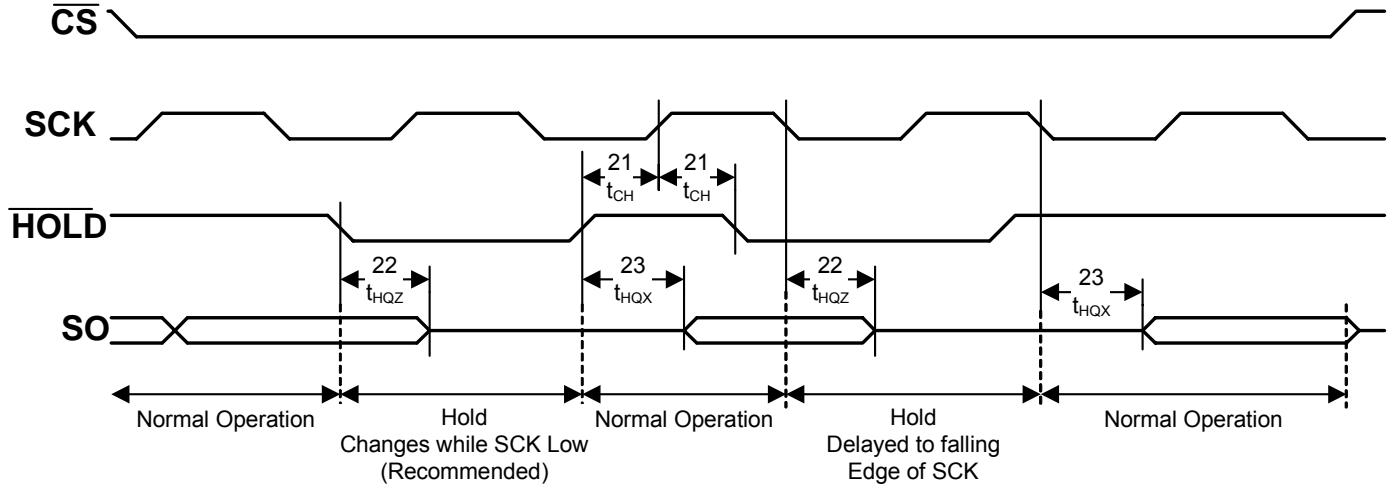 CS
SCK
21
21
tCH
tCH
HOLD
22
23
22
23
tHQZ
tHQX
tHQZ
tHQX
SO
Normal Operation
Hold
Changes while SCK Low
(Recommended)
Normal Operation
Hold
Delayed to falling
Edge of SCK
Normal Operation